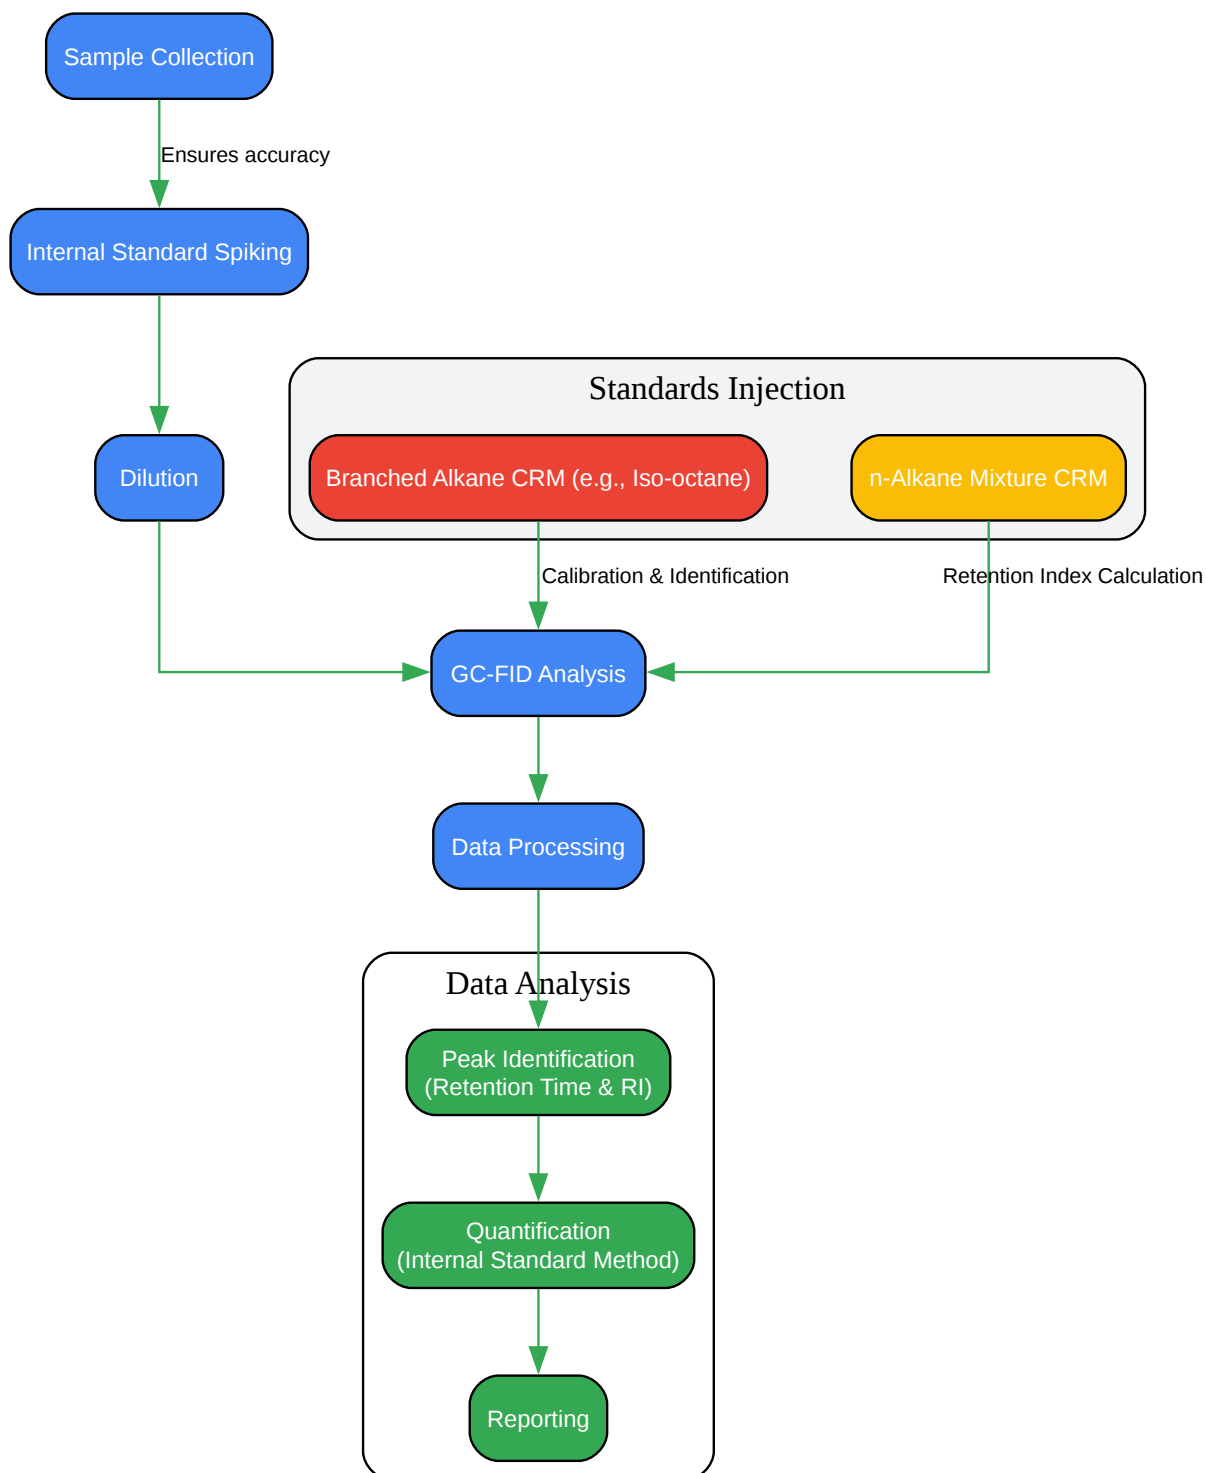 Sample Collection
Ensures accuracy
Internal Standard Spiking
Standards Injection
Dilution
Branched Alkane CRM (e.g., Iso-octane)
n-Alkane Mixture CRM
Calibration & Identification
Retention Index Calculation
GC-FID Analysis
Data Processing
Data Analysis
Peak Identification
(Retention Time & RI)
Quantification
(Internal Standard Method)
Reporting